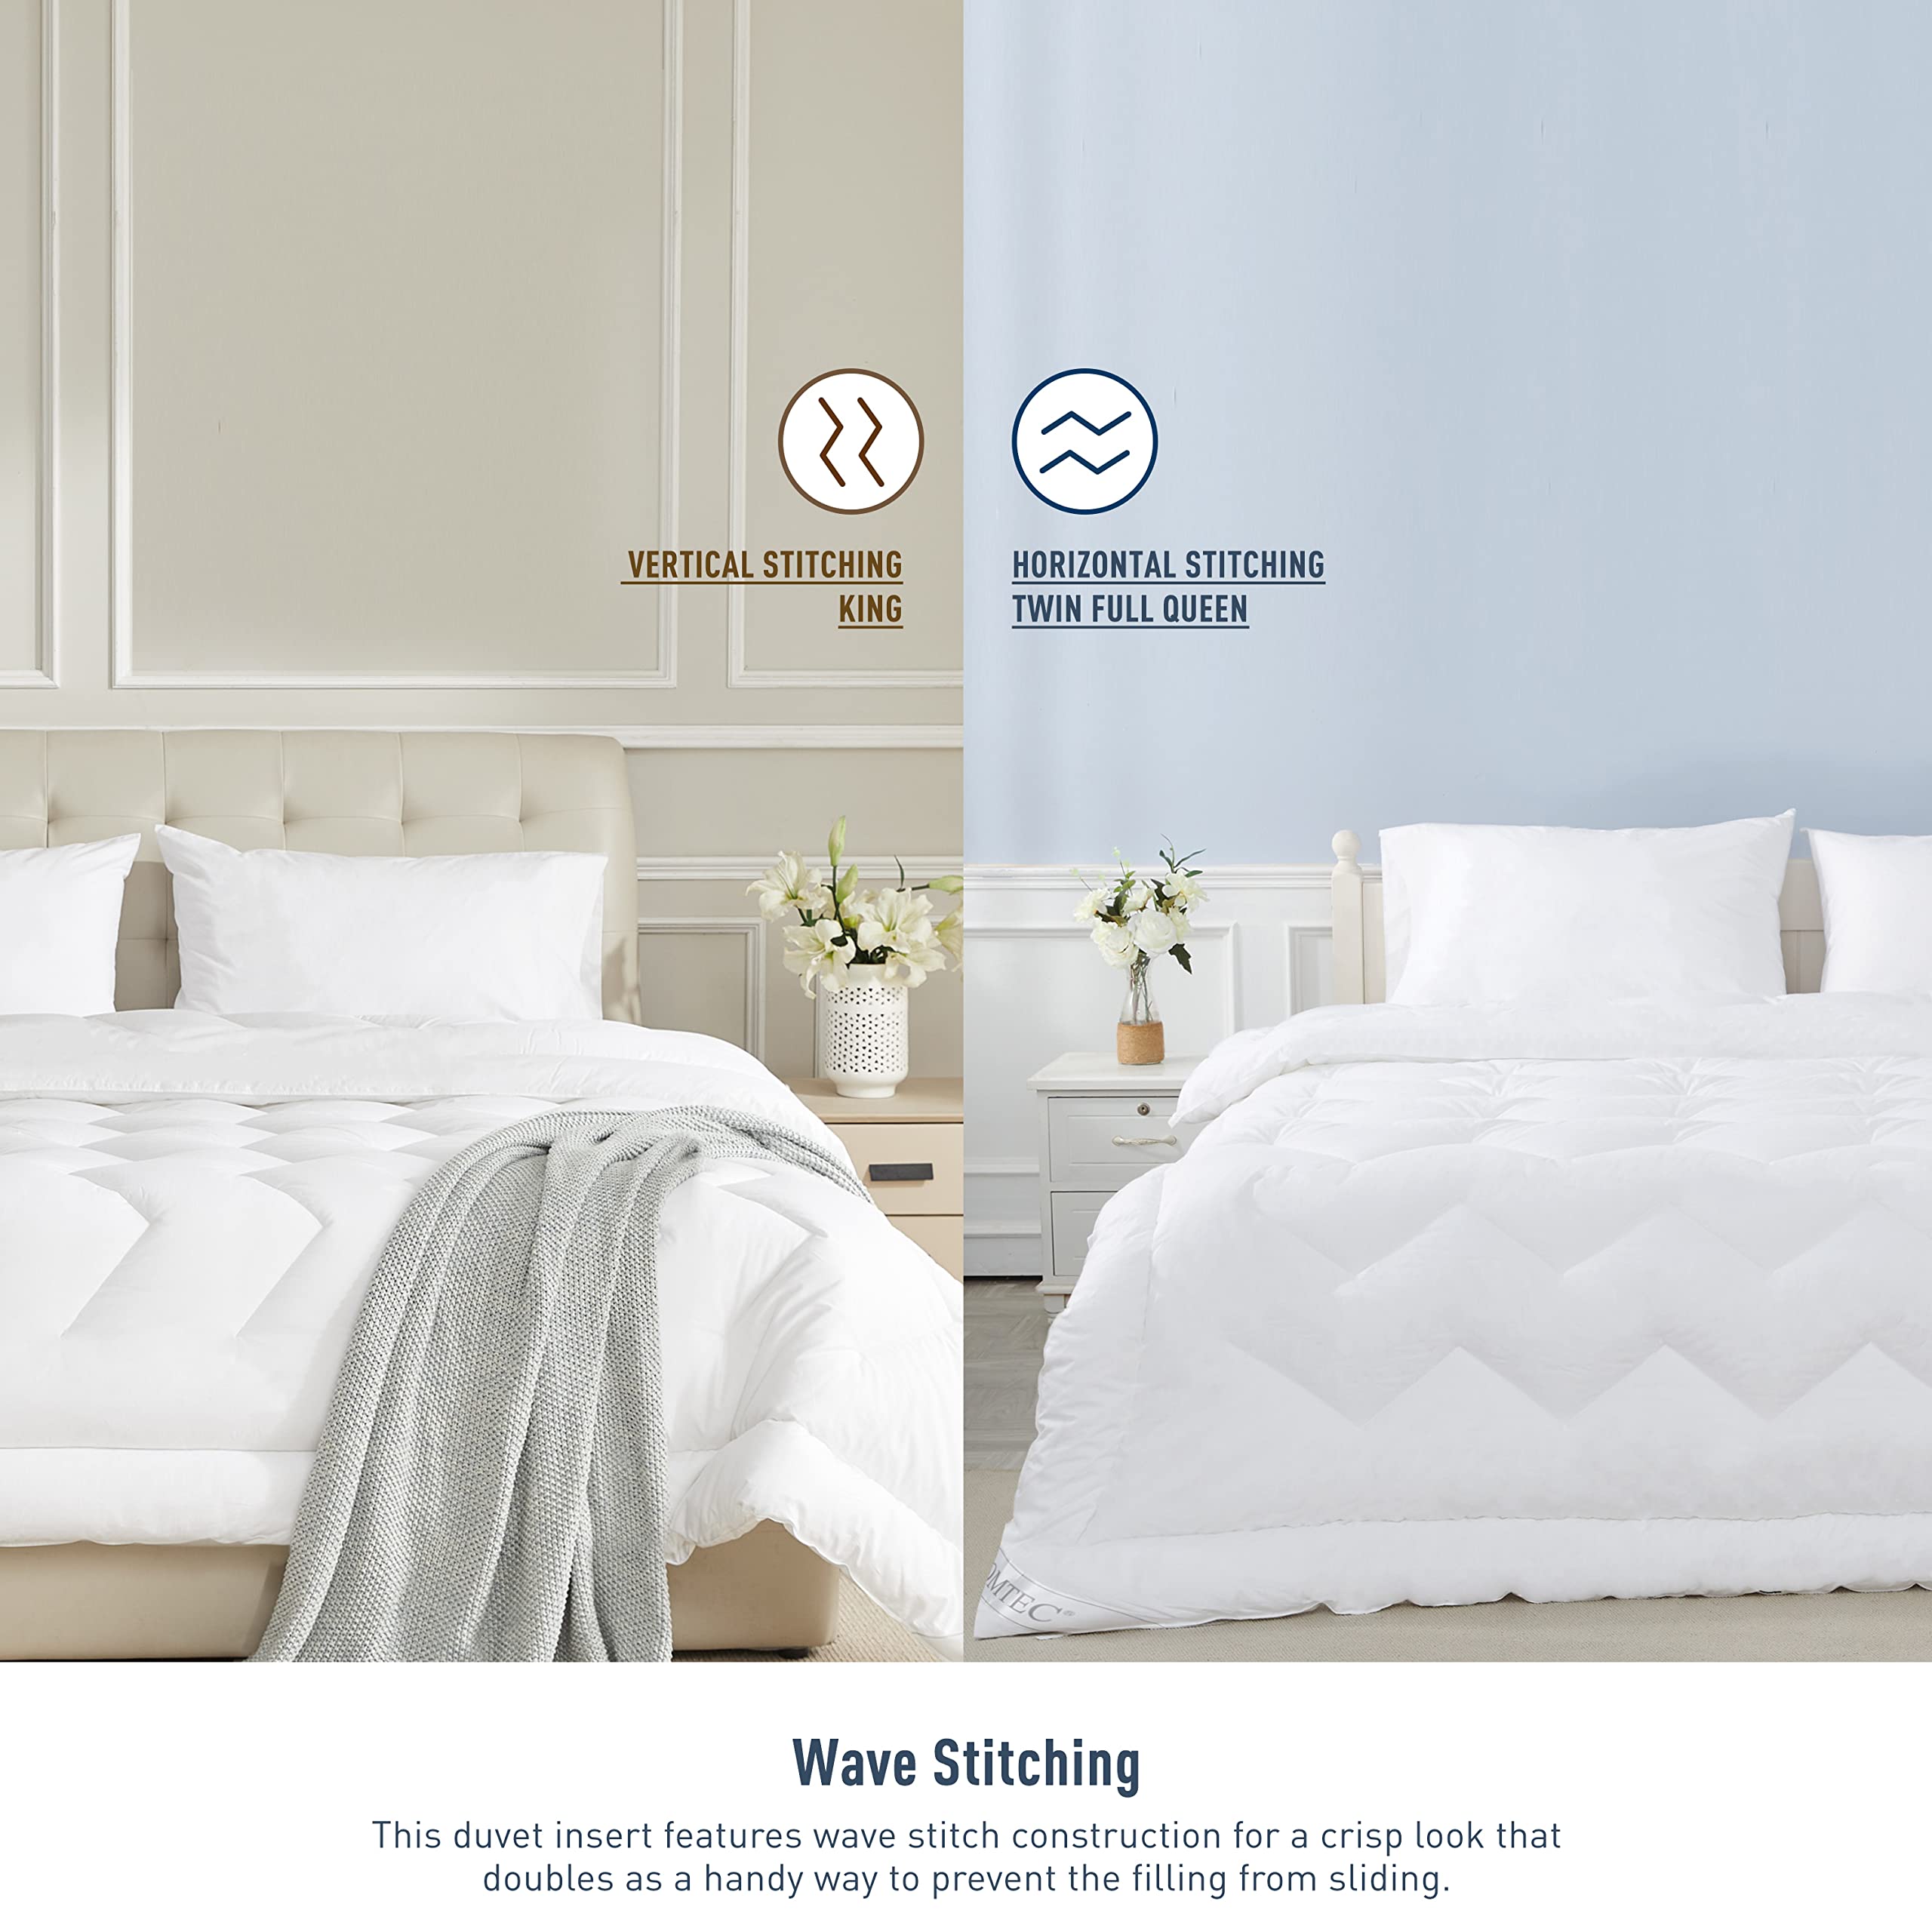 VERTICAL STITCHING
KING
HORIZONTAL STITCHING
TWIN FULL QUEEN
OMTEC®
Wave Stitching
This duvet insert features wave stitch construction for a crisp look that
doubles as a handy way to prevent the filling from sliding.